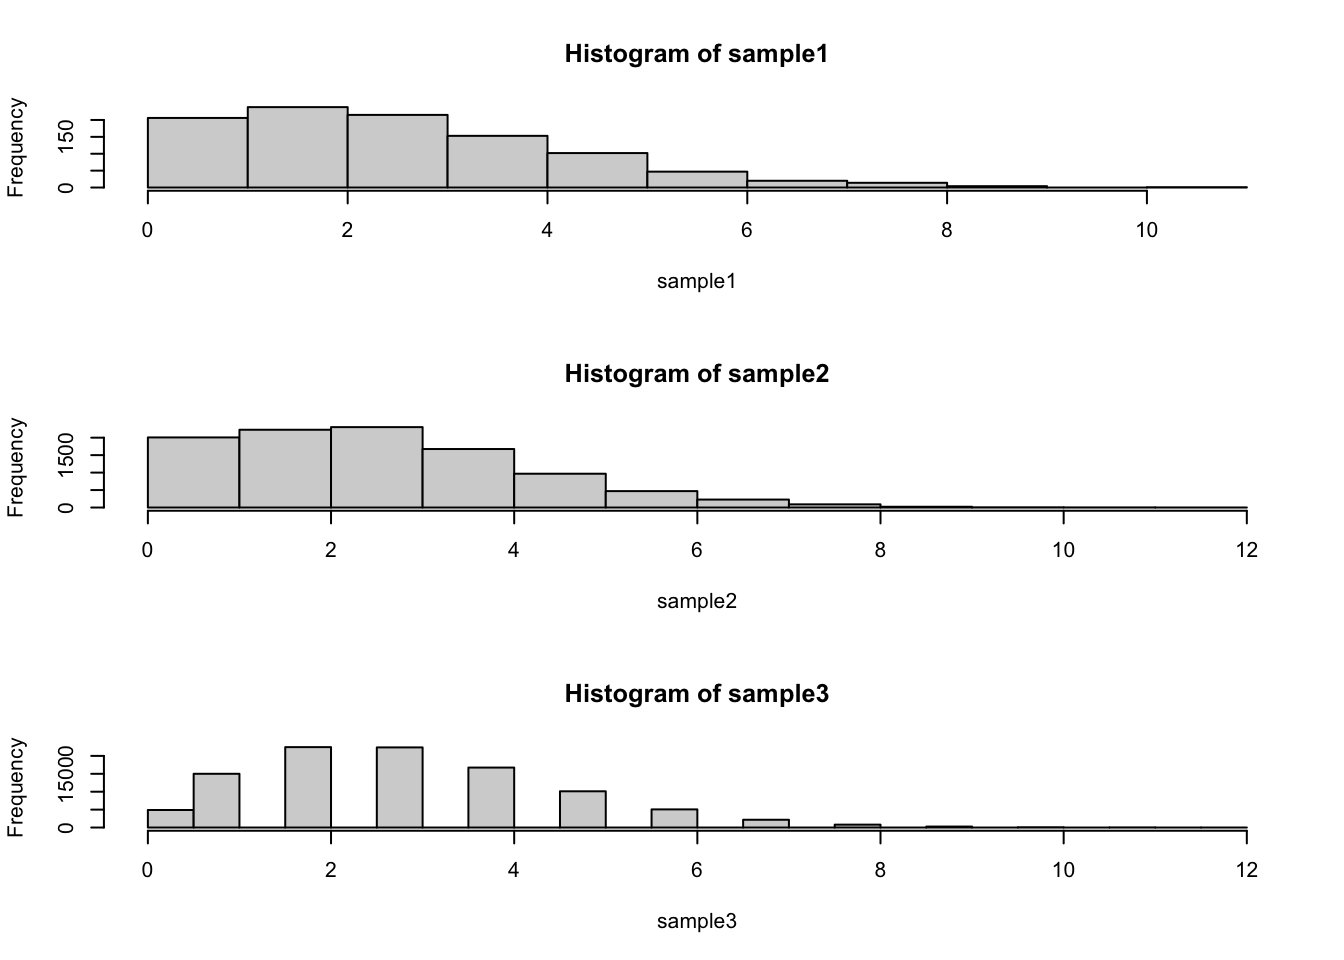 Histogram of sample1
Frequency
150
0
0 2 4 6 8 10
sample1
Histogram of sample2
Frequency
1500
0
0 2 4 6 8 10 12
sample2
Histogram of sample3
Frequency
15000
0
0 2 4 6 8 10 12
sample3